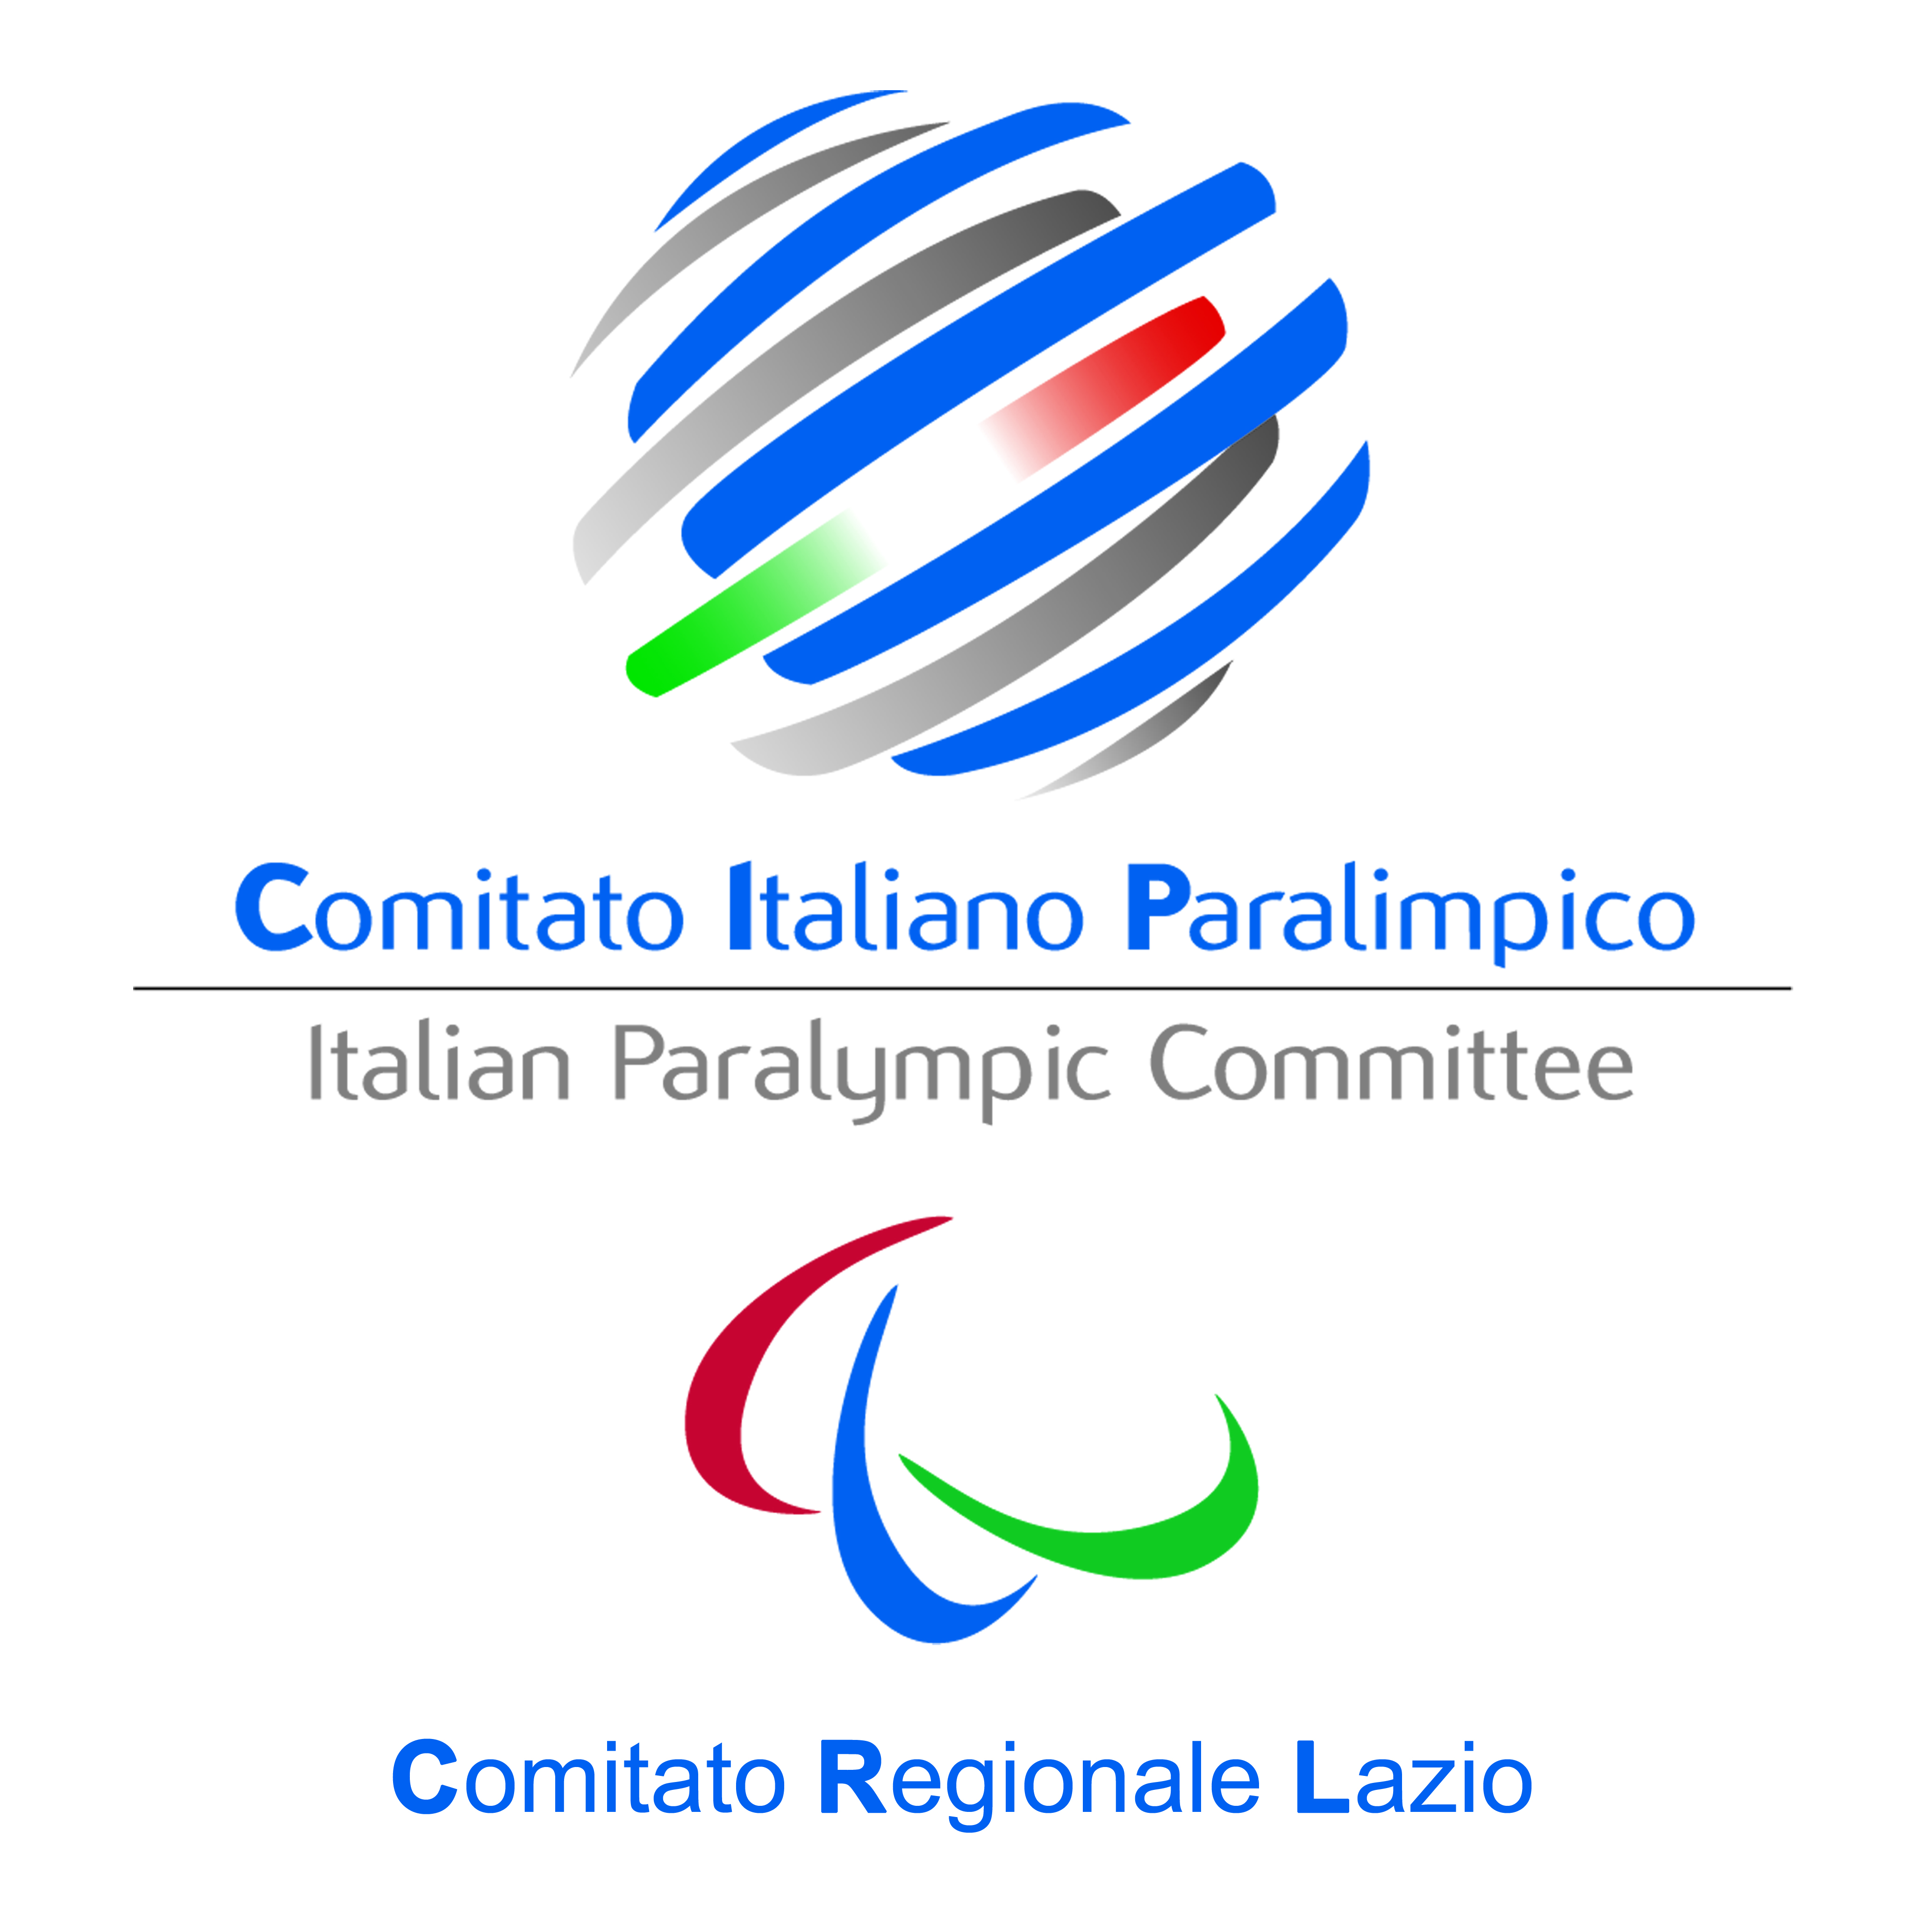 Comitato Italiano Paralimpico
Italian Paralympic Committee
Comitato Regionale Lazio